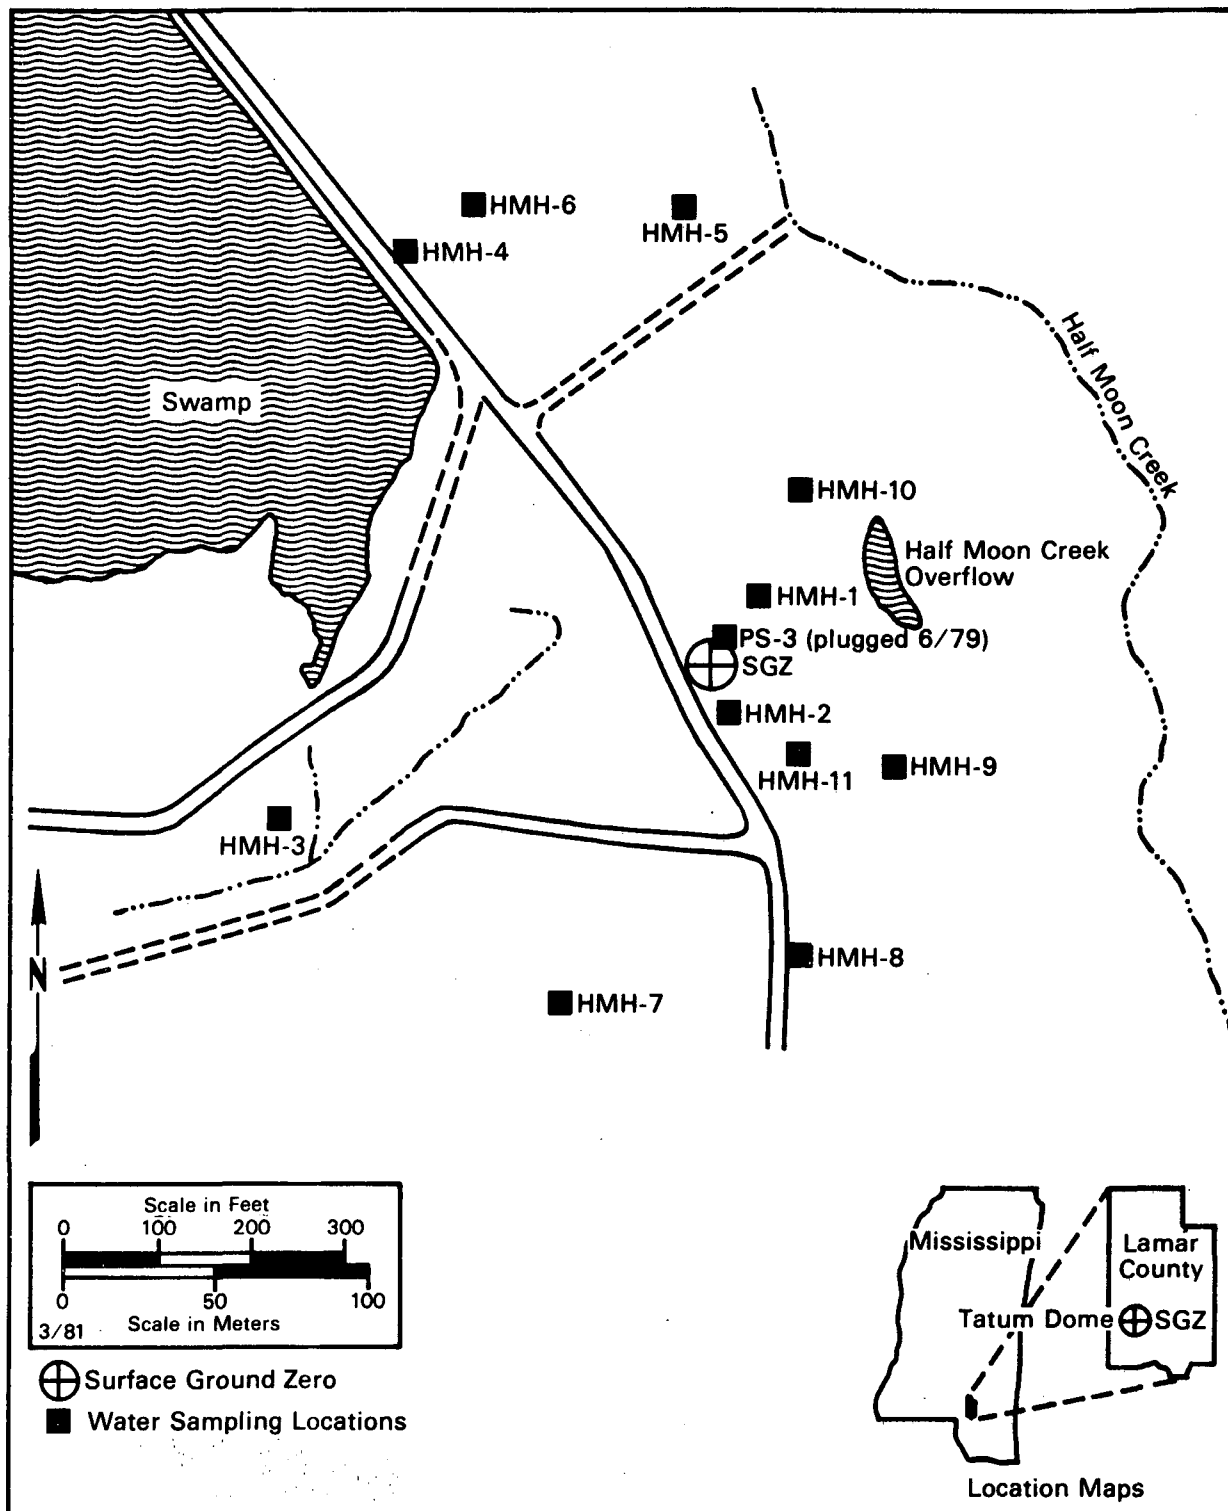 HMH-6
HMH-5
HMH-4
Half Moon Creek
Swamp
HMH-10
Half Moon Creek
Overflow
HMH-1
PS-3 (plugged 6/79)
SGZ
HMH-2
HMH-11
HMH-9
HMH-3
HMH-8
N
HMH-7
Scale in Feet
0 100 200 300
0 50 100
Scale in Meters
3/81
Surface Ground Zero
Water Sampling Locations
Mississippi
Lamar
County
Tatum Dome
SGZ
Location Maps